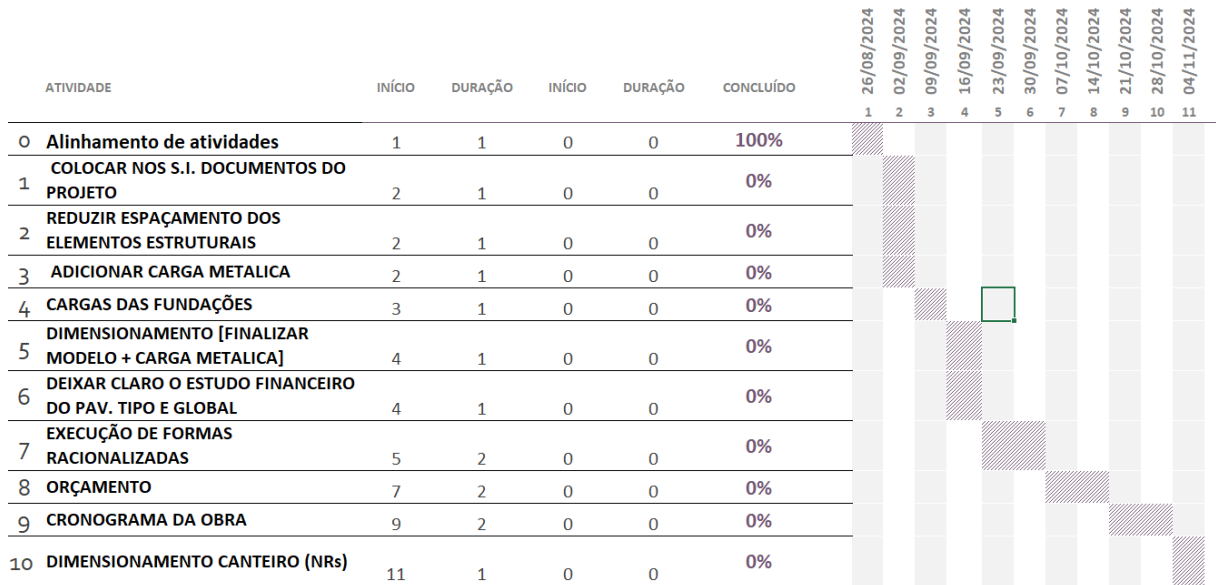 26/08/2024 02/09/2024 09/09/2024 16/09/2024 23/09/2024 30/09/2024 07/10/2024 14/10/2024 21/10/2024 28/10/2024 04/11/2024
ATIVIDADE INÍCIO DURAÇÃO INÍCIO DURAÇÃO CONCLUÍDO
1 2 3 4 5 6 7 8 9 10 11
0 Alinhamento de atividades 1 1 0 0 100%
COLOCAR NOS S.I. DOCUMENTOS DO
1 PROJETO 2 1 0 0 0%
REDUZIR ESPAÇAMENTO DOS
2 ELEMENTOS ESTRUTURAIS 2 1 0 0 0%
3 ADICIONAR CARGA METALICA 2 1 0 0 0%
4 CARGAS DAS FUNDAÇÕES 3 1 0 0 0%
DIMENSIONAMENTO [FINALIZAR
5 MODELO + CARGA METALICA] 4 1 0 0 0%
DEIXAR CLARO O ESTUDO FINANCEIRO
6 DO PAV. TIPO E GLOBAL 4 1 0 0 0%
EXECUÇÃO DE FORMAS
7 RACIONALIZADAS 5 2 0 0 0%
8 ORÇAMENTO 7 2 0 0 0%
9 CRONOGRAMA DA OBRA 9 2 0 0 0%
10 DIMENSIONAMENTO CANTEIRO (NRs) 11 1 0 0 0%